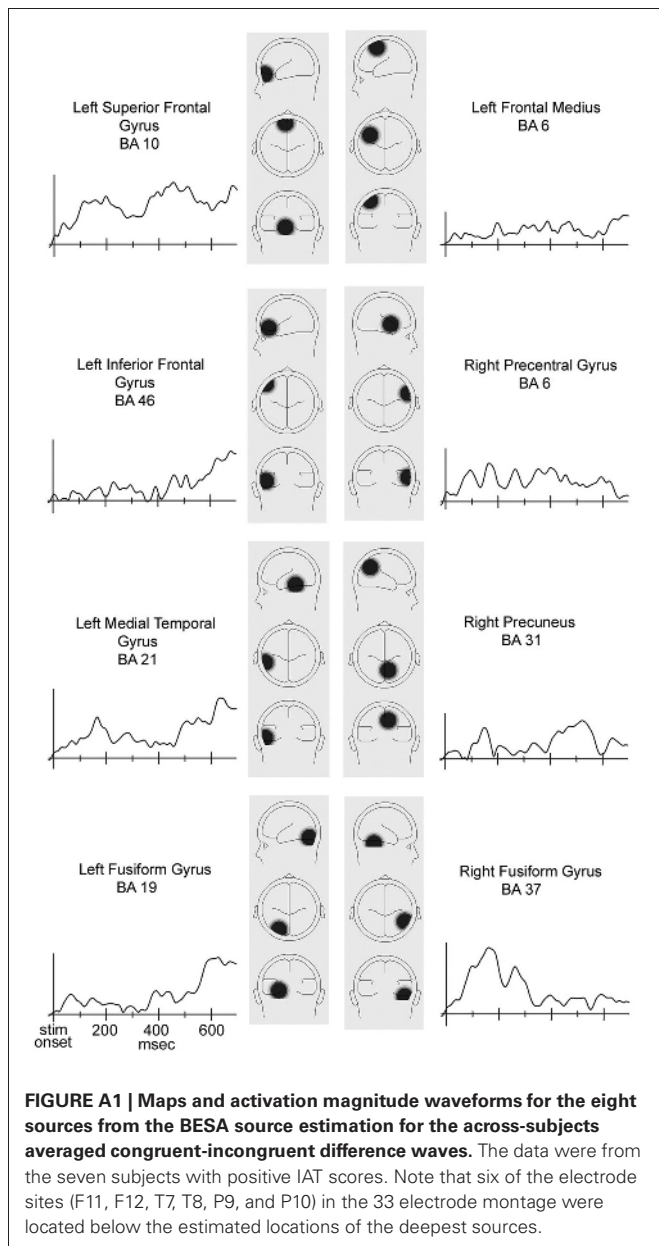 Left Superior Frontal
Gyrus
BA 10
Left Frontal Medius
BA 6
Left Inferior Frontal
Gyrus
BA 46
Right Precentral Gyrus
BA 6
Left Medial Temporal
Gyrus
BA 21
Right Precuneus
BA 31
Left Fusiform Gyrus
BA 19
Right Fusiform Gyrus
BA 37
stim
onset
200
400
600
msec
FIGURE A1 | Maps and activation magnitude waveforms for the eight
sources from the BESA source estimation for the across-subjects
averaged congruent-incongruent difference waves. The data were from
the seven subjects with positive IAT scores. Note that six of the electrode
sites (F11, F12, T7, T8, P9, and P10) in the 33 electrode montage were
located below the estimated locations of the deepest sources.